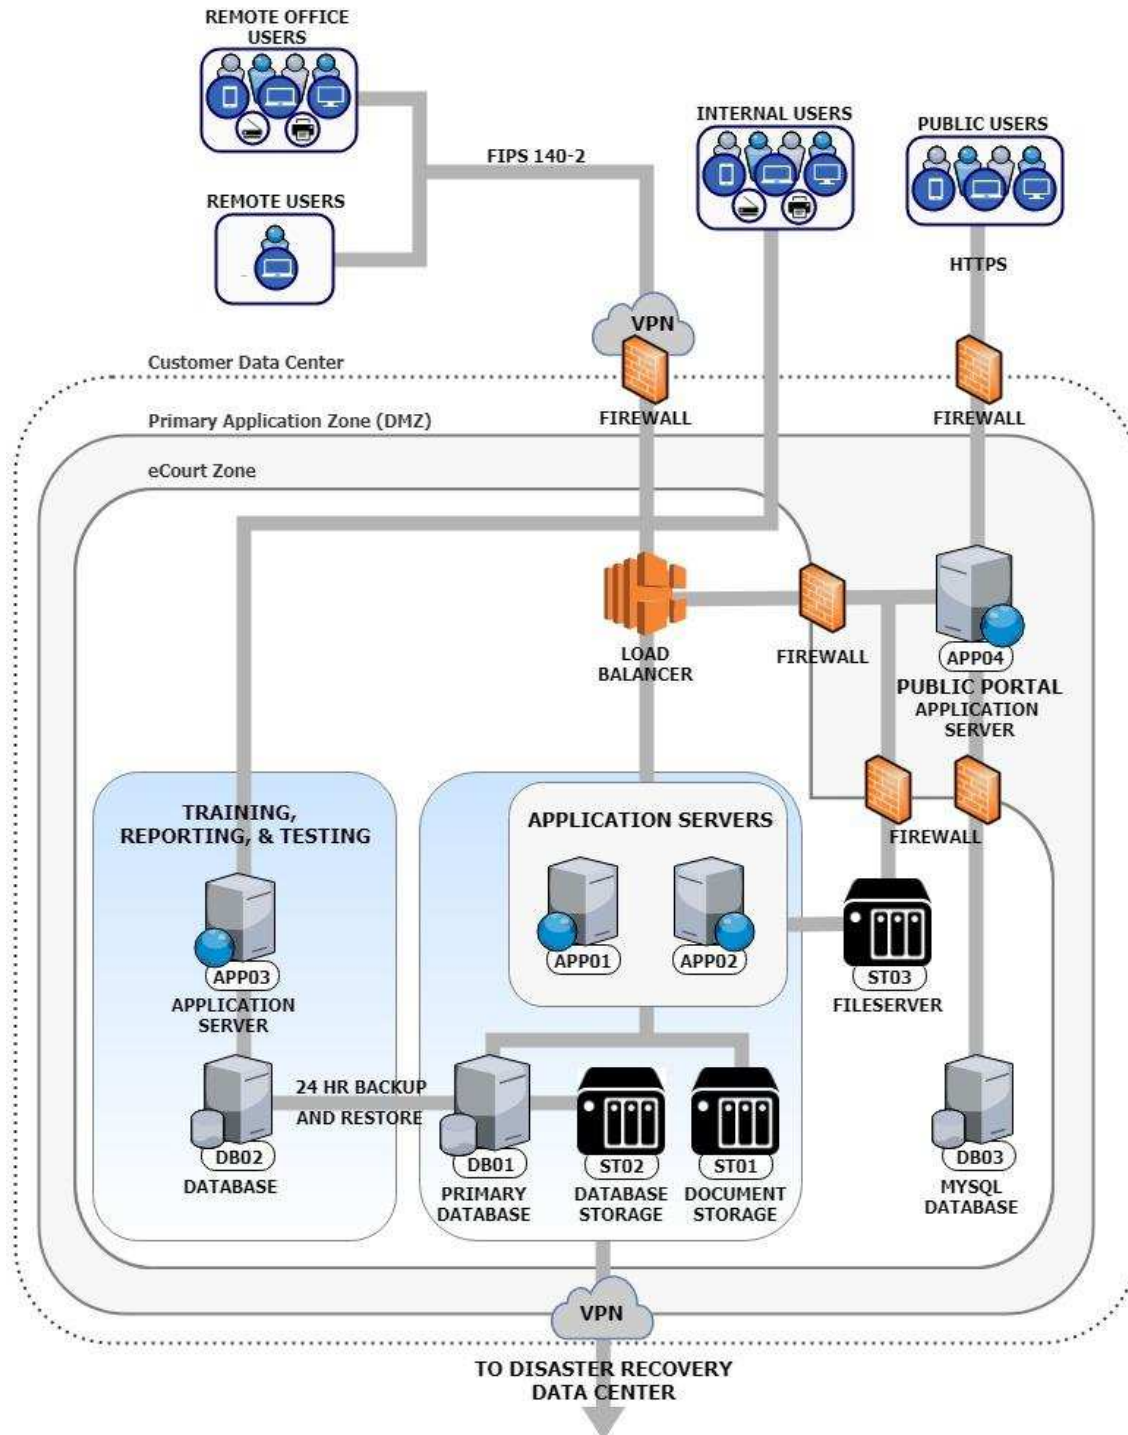 REMOTE OFFICE
USERS
INTERNAL USERS
PUBLIC USERS
FIPS 140-2
REMOTE USERS
HTTPS
VPN
Customer Data Center
FIREWALL
FIREWALL
Primary Application Zone (DMZ)
eCourt Zone
LOAD
BALANCER
FIREWALL
APP04
PUBLIC PORTAL
APPLICATION
SERVER
TRAINING,
REPORTING, & TESTING
APPLICATION SERVERS
FIREWALL
APP01
APP02
APP03
APPLICATION
SERVER
ST03
FILESERVER
24 HR BACKUP
AND RESTORE
DB02
DATABASE
DB01
PRIMARY
DATABASE
ST02
DATABASE
STORAGE
ST01
DOCUMENT
STORAGE
DB03
MYSQL
DATABASE
VPN
TO DISASTER RECOVERY
DATA CENTER